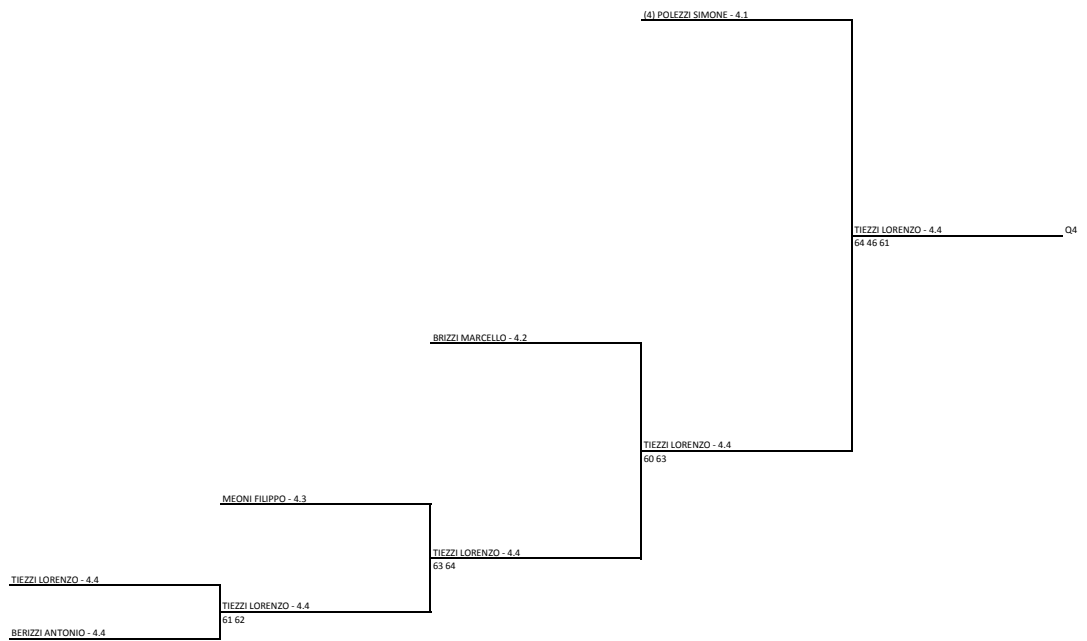 (4) POLEZZI SIMONE - 4.1
TIEZZI LORENZO - 4.4
Q4
64 46 61
BRIZZI MARCELLO - 4.2
TIEZZI LORENZO - 4.4
60 63
MEONI FILIPPO - 4.3
TIEZZI LORENZO - 4.4
63 64
TIEZZI LORENZO - 4.4
TIEZZI LORENZO - 4.4
61 62
BERIZZI ANTONIO - 4.4